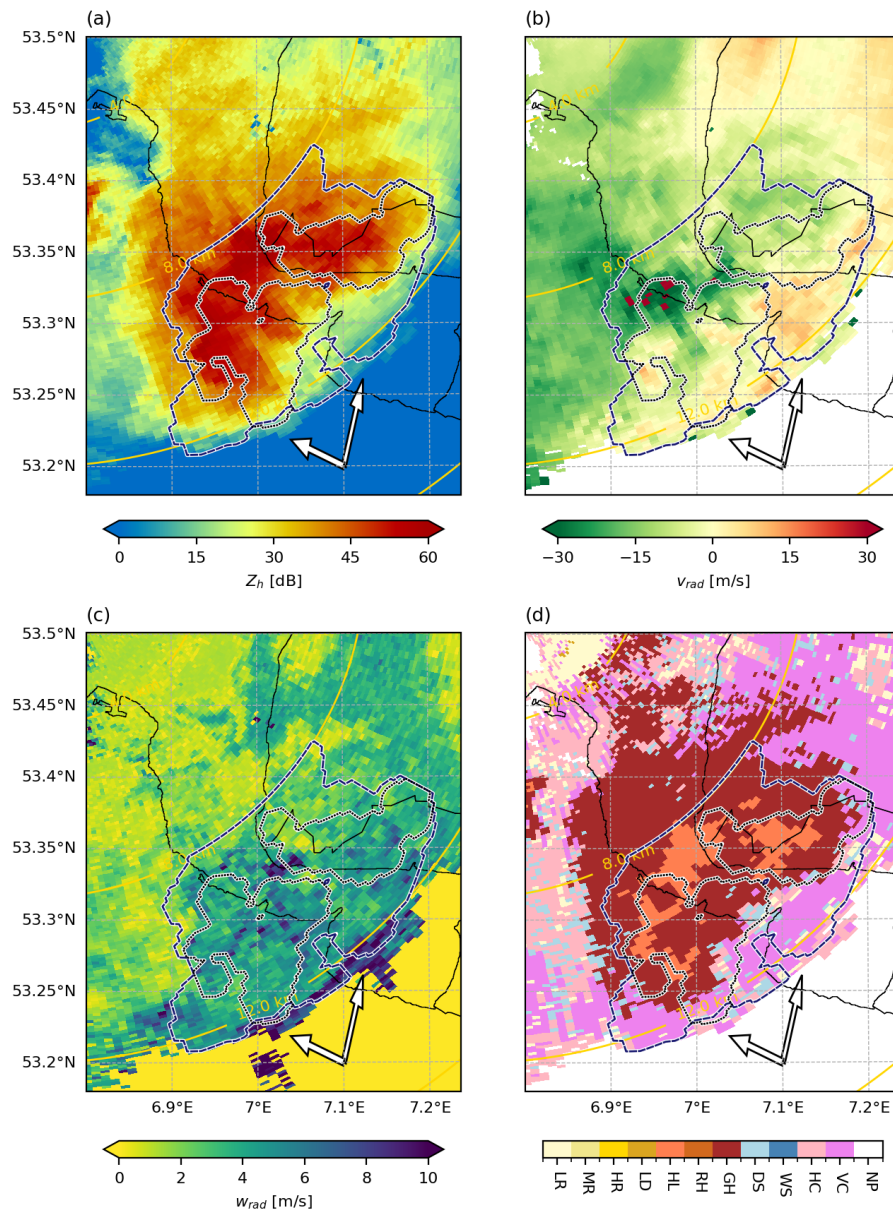 (a)
(b)
53.5°N
53.45°N
53.4°N
53.35°N
53.3°N
53.25°N
53.2°N
8.0 km
12.0 km
8.0 km
12.0 km
0 15 30 45 60
−30 −15 0 15 30
Z_h [dB]
v_rad [m/s]
(c)
(d)
53.5°N
53.45°N
53.4°N
53.35°N
53.3°N
53.25°N
53.2°N
8.0 km
12.0 km
8.0 km
12.0 km
6.9°E 7°E 7.1°E 7.2°E
6.9°E 7°E 7.1°E 7.2°E
0 2 4 6 8 10
w_rad [m/s]
LR MR HR LD HL RH GH DS WS HC VC NP